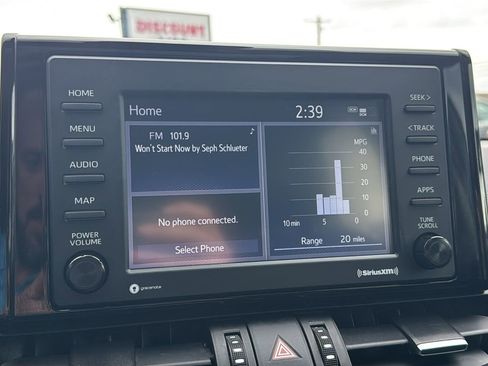 DISCOUNT
HOME
MENU
AUDIO
MAP
POWER
VOLUME
Home
2:39
DCM
FM 101.9
Won't Start Now by Seph Schlueter
No phone connected.
Select Phone
MPG
40
30
20
10
0
10 min 5 0
Range 20 miles
SEEK >
< TRACK
PHONE
APPS
TUNE
SCROLL
gracenote
((SiriusXM))